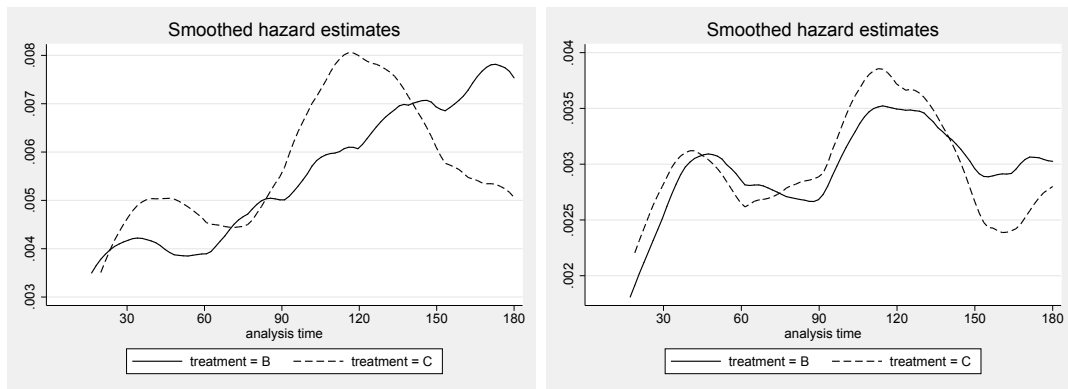 Smoothed hazard estimates
.008
.007
.006
.005
.004
.003
30 60 90 120 150 180
analysis time
treatment = B treatment = C
Smoothed hazard estimates
.004
.0035
.003
.0025
.002
30 60 90 120 150 180
analysis time
treatment = B treatment = C